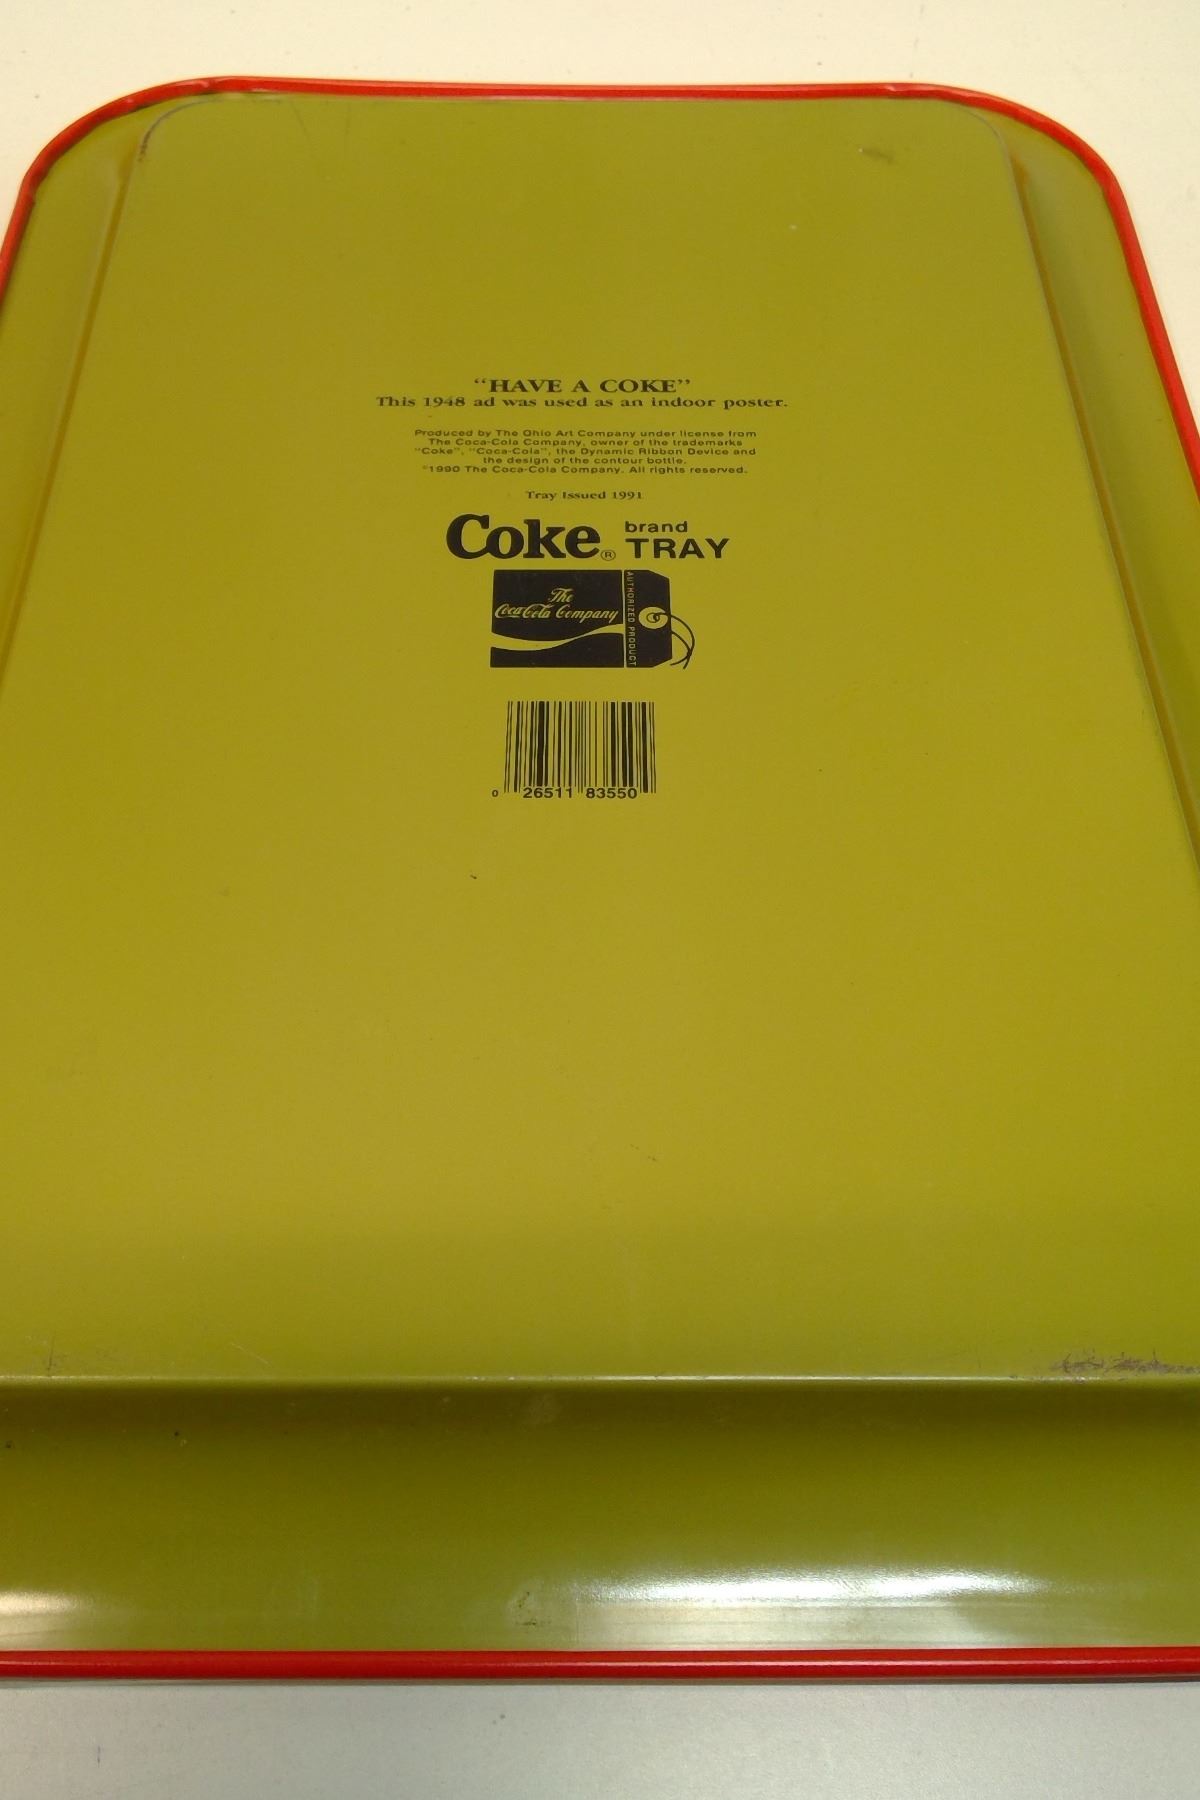 “HAVE A COKE”
This 1948 ad was used as an indoor poster.
Produced by The Ohio Art Company under license from
The Coca-Cola Company, owner of the trademarks
“Coke”, “Coca-Cola”, the Dynamic Ribbon Device and
the design of the contour bottle.
©1990 The Coca-Cola Company. All rights reserved.
Tray Issued 1991
Coke® brand TRAY
The
Coca-Cola Company
AUTHORIZED PRODUCT
0 26511 83550